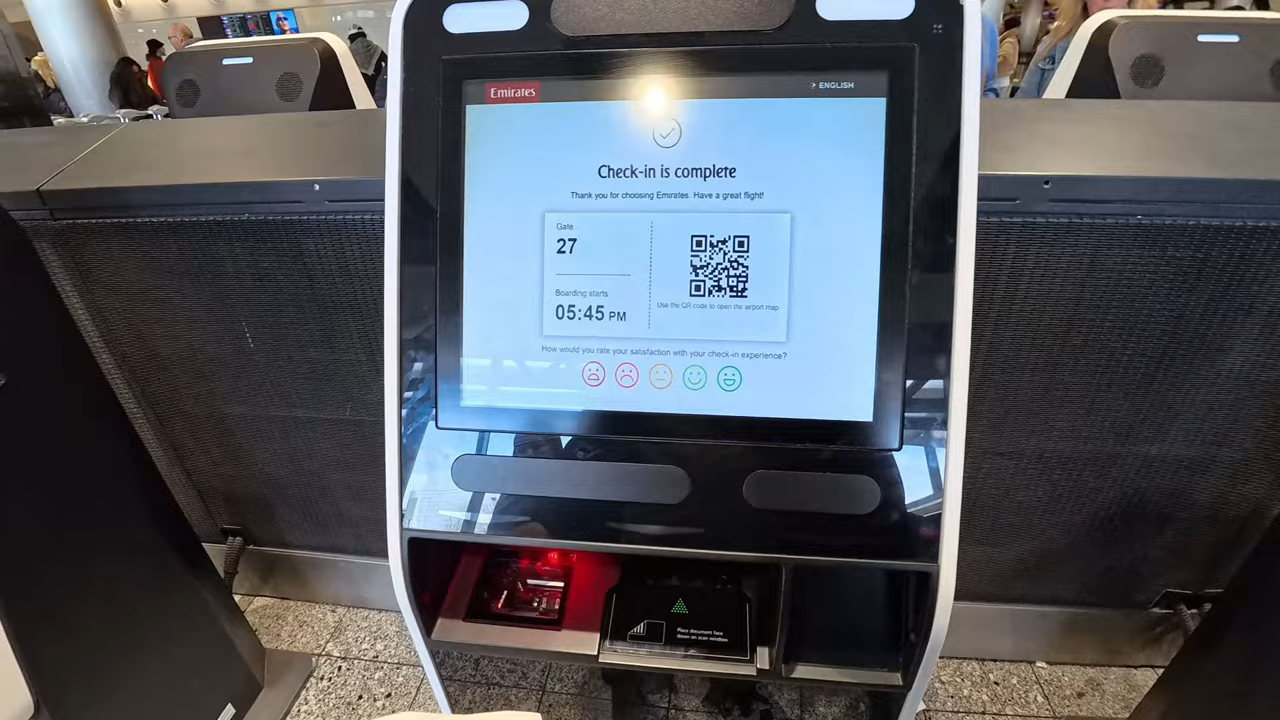 Emirates
ENGLISH
Check-in is complete
Thank you for choosing Emirates. Have a great flight!
Gate
27
Boarding starts
05:45 PM
Use the QR code to open the airport map.
How would you rate your satisfaction with your check-in experience?
Place document face
down on scan window.